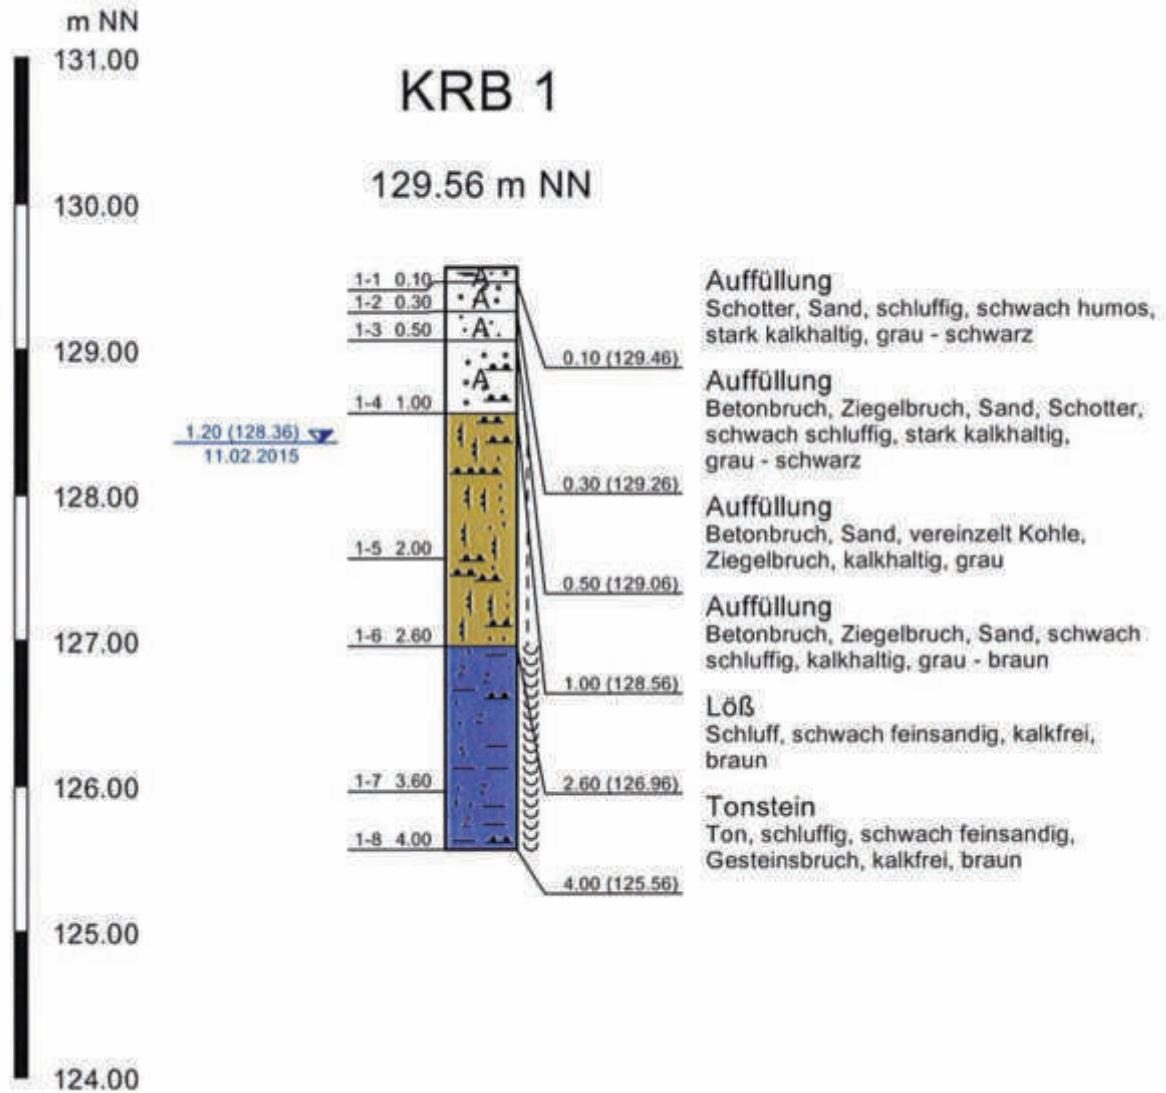 m NN
131.00
130.00
129.00
128.00
127.00
126.00
125.00
124.00
KRB 1
129.56 m NN
1-1 0.10
1-2 0.30
1-3 0.50
1-4 1.00
1-5 2.00
1-6 2.60
1-7 3.60
1-8 4.00
1.20 (128.36)
11.02.2015
A
A
A
A
0.10 (129.46)
0.30 (129.26)
0.50 (129.06)
1.00 (128.56)
2.60 (126.96)
4.00 (125.56)
Auffüllung
Schotter, Sand, schluffig, schwach humos,
stark kalkhaltig, grau - schwarz
Auffüllung
Betonbruch, Ziegelbruch, Sand, Schotter,
schwach schluffig, stark kalkhaltig,
grau - schwarz
Auffüllung
Betonbruch, Sand, vereinzelt Kohle,
Ziegelbruch, kalkhaltig, grau
Auffüllung
Betonbruch, Ziegelbruch, Sand, schwach
schluffig, kalkhaltig, grau - braun
Löß
Schluff, schwach feinsandig, kalkfrei,
braun
Tonstein
Ton, schluffig, schwach feinsandig,
Gesteinsbruch, kalkfrei, braun